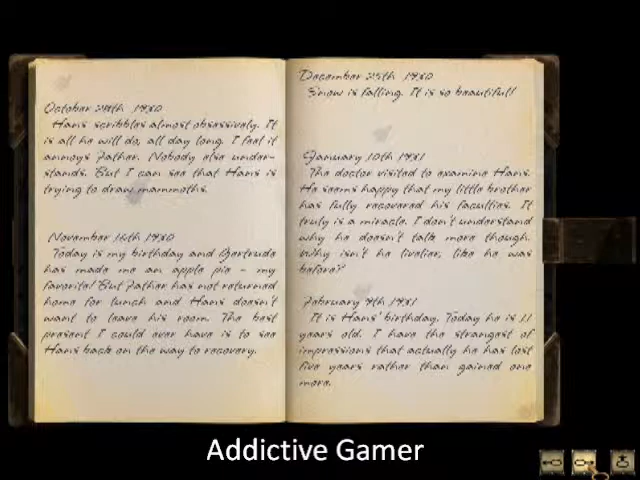 October 28th 1930
Hans scribbles almost obsessively. It
is all he will do, all day long. I feel it
annoys Father. Nobody else under-
stands. But I can see that Hans is
trying to draw mammoths.
November 16th 1930
Today is my birthday and Gertrude
has made me an apple pie - my
favorite! But Father has not returned
home for lunch and Hans doesn't
want to leave his room. The best
present I could ever have is to see
Hans back on the way to recovery.
December 25th 1930
Snow is falling. It is so beautiful!
January 10th 1931
The doctor visited to examine Hans.
He seems happy that my little brother
has fully recovered his faculties. It
truly is a miracle. I don't understand
why he doesn't talk more though.
Why isn't he livelier, like he was
before?
February 9th 1931
It is Hans' birthday. Today he is 11
years old. I have the strangest of
impressions that actually he has lost
five years rather than gained one
more.
Addictive Gamer